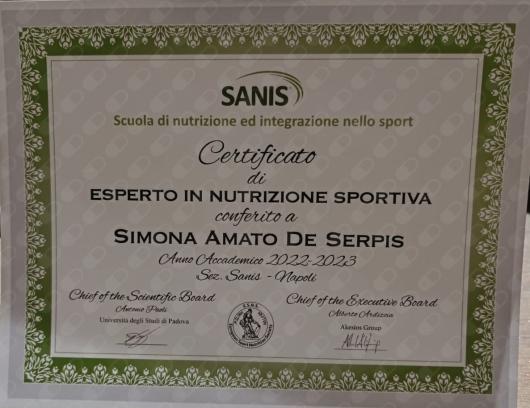 SANIS
Scuola di nutrizione ed integrazione nello sport
Certificato
di
ESPERTO IN NUTRIZIONE SPORTIVA
conferito a
SIMONA AMATO DE SERPIS
Anno Accademico 2022-2023
Sez. Sanis - Napoli
Chief of the Scientific Board
Antonio Paoli
Università degli Studi di Padova
Chief of the Executive Board
Alberto Ardizza
Akesios Group